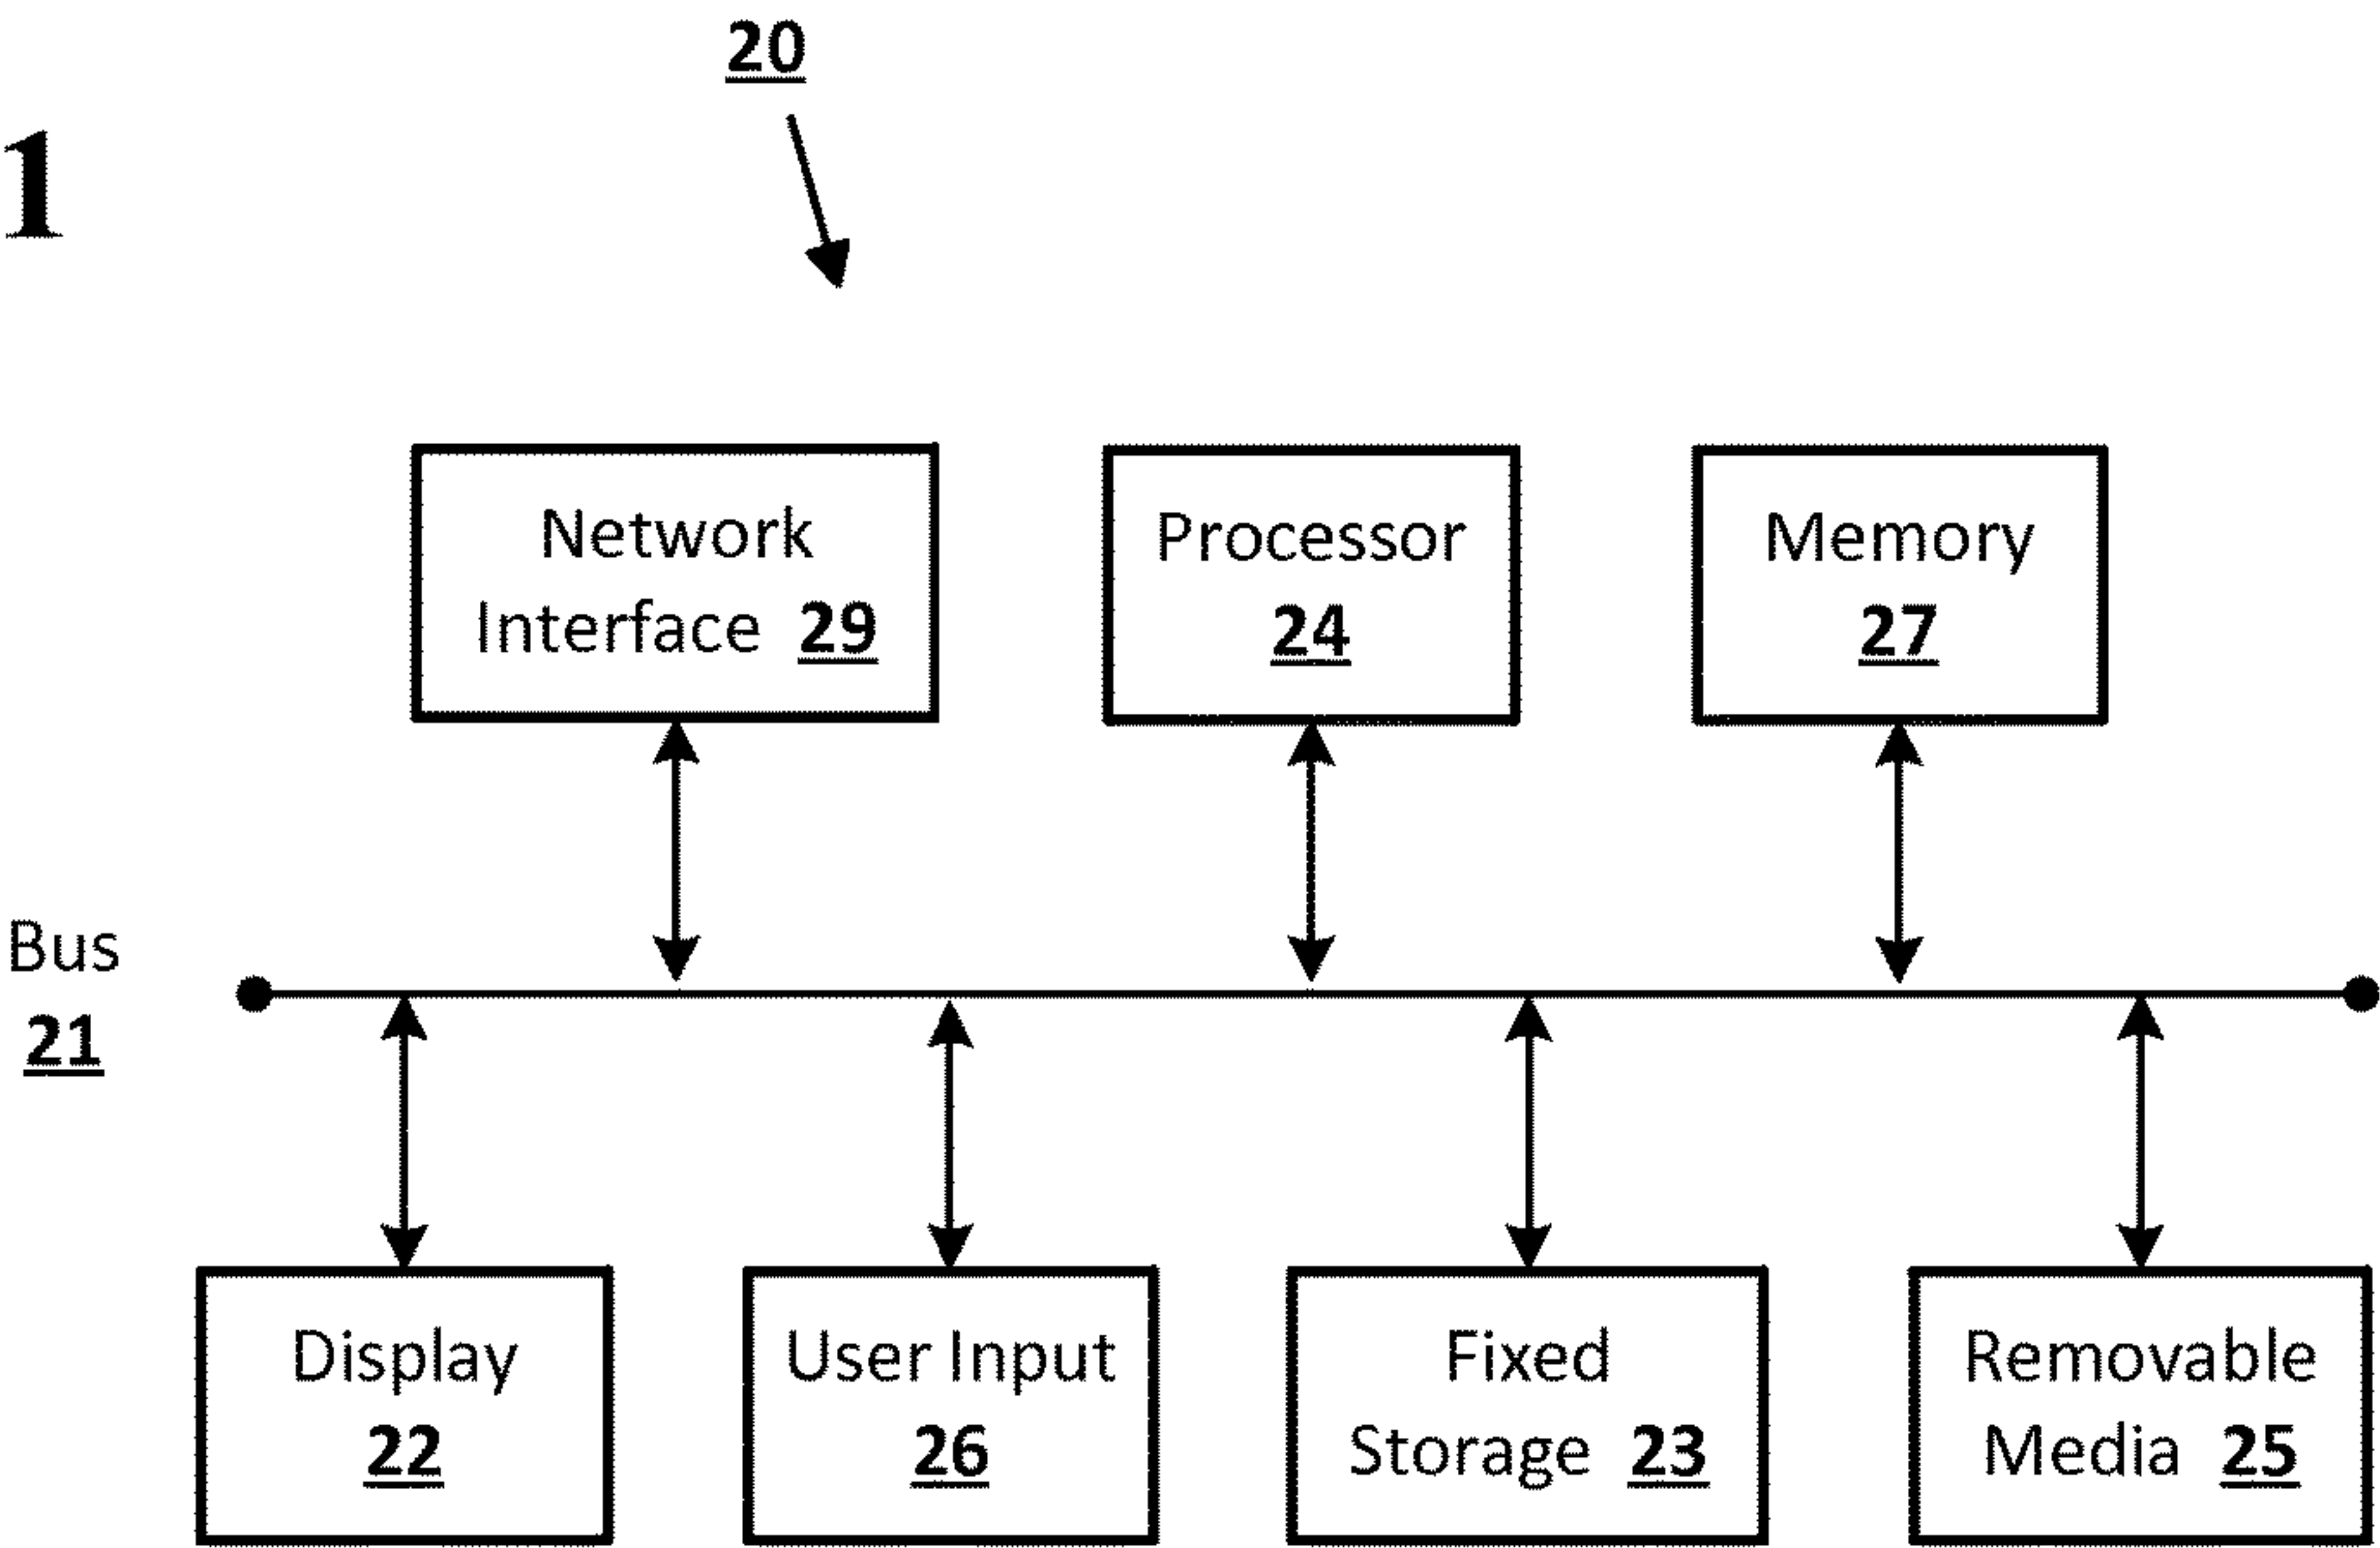 20
1
Network
Interface 29
Processor
24
Memory
27
Bus
21
Display
22
User Input
26
Fixed
Storage 23
Removable
Media 25